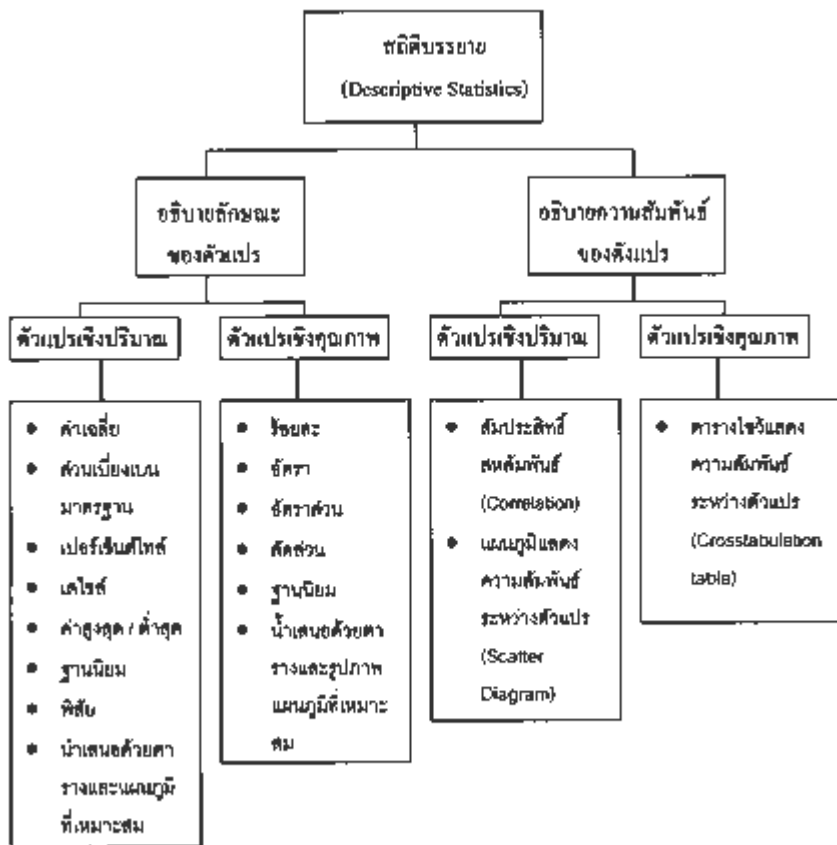 สถิติบรรยาย
(Descriptive Statistics)
อธิบายลักษณะ
ของตัวแปร
อธิบายความสัมพันธ์
ของตังแปร
ตัวแปรเชิงปริมาณ
ตัวแปรเชิงคุณภาพ
ตัวแปรเชิงปริมาณ
ตัวแปรเชิงคุณภาพ
● ค่าเฉลี่ย
● ส่วนเบี่ยงเบน
มาตรฐาน
● เปอร์เซ็นต์ไทล์
● เดไซล์
● ค่าสูงสุด / ต่ำสุด
● ฐานนิยม
● พิสัย
● นำเสนอด้วยตา
รางและแผนภูมิ
ที่เหมาะสม
● ร้อยละ
● อัตรา
● อัตราส่วน
● สัดส่วน
● ฐานนิยม
● น้ำเสนอด้วยตา
รางและรูปภาพ
แผนภูมิที่เหมาะ
สม
● สัมประสิทธิ์
สหสัมพันธ์
(Correlation)
● แผนภูมิแสดง
ความสัมพันธ์
ระหว่างตัวแปร
(Scatter
Diagram)
● ตารางไขว้แสดง
ความสัมพันธ์
ระหว่างตัวแปร
(Crosstabulation
table)